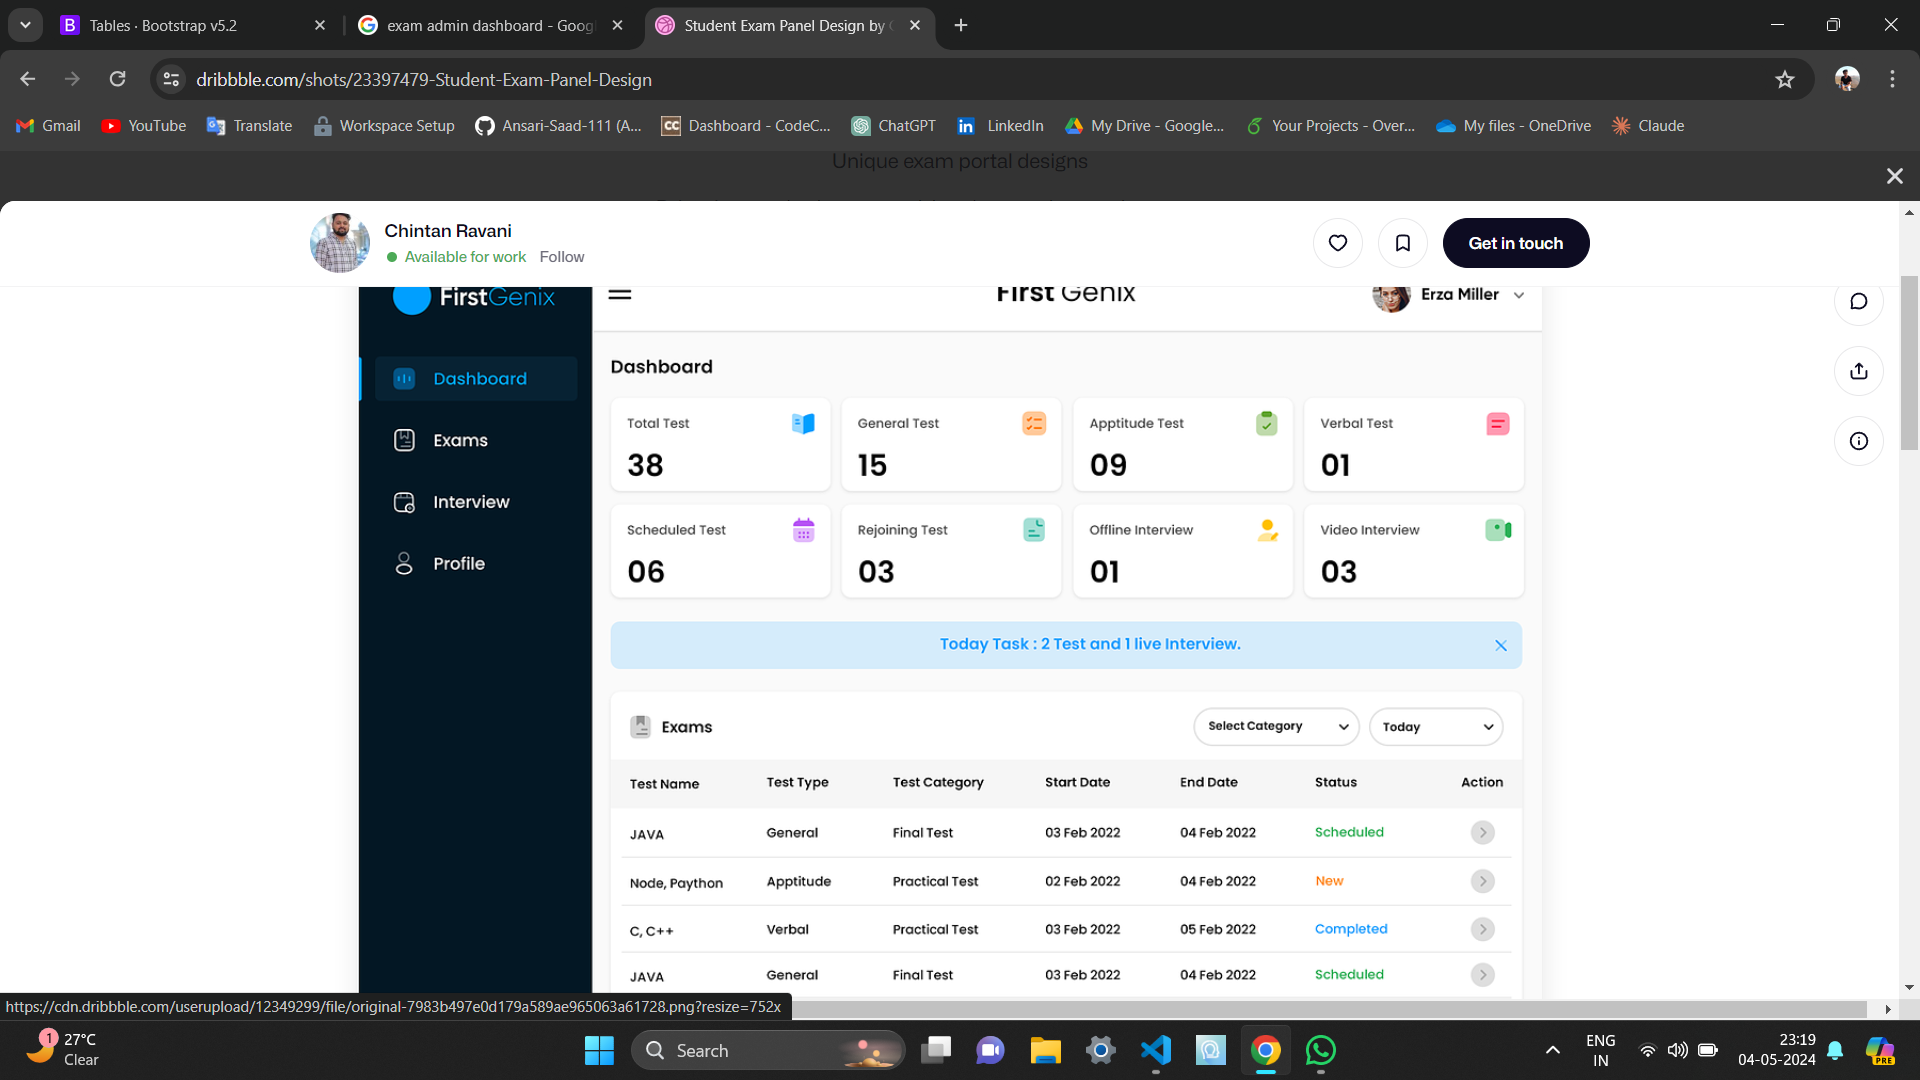 Tables · Bootstrap v5.2
exam admin dashboard - Goog
Student Exam Panel Design by
dribbble.com/shots/23397479-Student-Exam-Panel-Design
Gmail
YouTube
Translate
Workspace Setup
Ansari-Saad-111 (A...
CC
Dashboard - CodeC...
ChatGPT
LinkedIn
My Drive - Google...
Your Projects - Over...
My files - OneDrive
Claude
Unique exam portal designs
Chintan Ravani
Available for work Follow
Get in touch
FirstGenix
First Genix
Erza Miller
Dashboard
Exams
Interview
Profile
Dashboard
Total Test
38
General Test
15
Apptitude Test
09
Verbal Test
01
Scheduled Test
06
Rejoining Test
03
Offline Interview
01
Video Interview
03
Today Task : 2 Test and 1 live Interview.
Exams
Select Category
Today
Test Name Test Type Test Category Start Date End Date Status Action
JAVA General Final Test 03 Feb 2022 04 Feb 2022 Scheduled
Node, Paython Apptitude Practical Test 02 Feb 2022 04 Feb 2022 New
C, C++ Verbal Practical Test 03 Feb 2022 05 Feb 2022 Completed
JAVA General Final Test 03 Feb 2022 04 Feb 2022 Scheduled
https://cdn.dribbble.com/userupload/12349299/file/original-7983b497e0d179a589ae965063a61728.png?resize=752x
1
27°C
Clear
Search
ENG
IN
23:19
04-05-2024
PRE